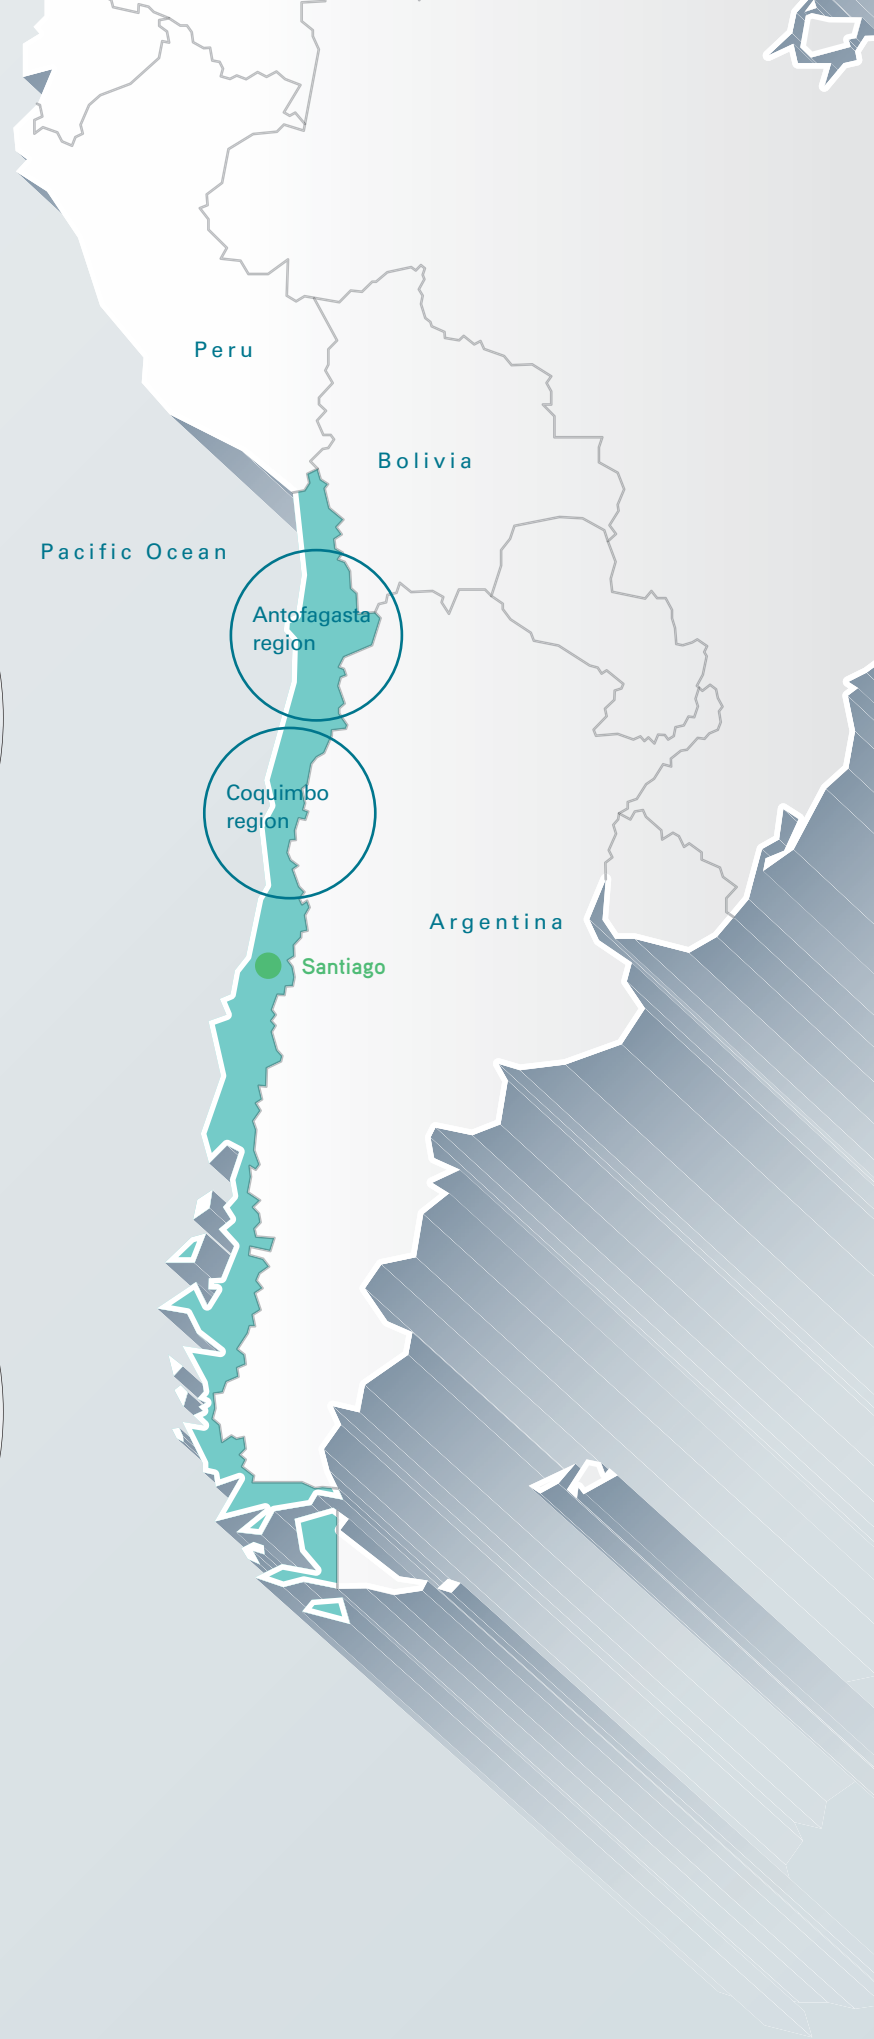 Peru
Bolivia
Pacific Ocean
Antofagasta
region
Coquimbo
region
Argentina
Santiago